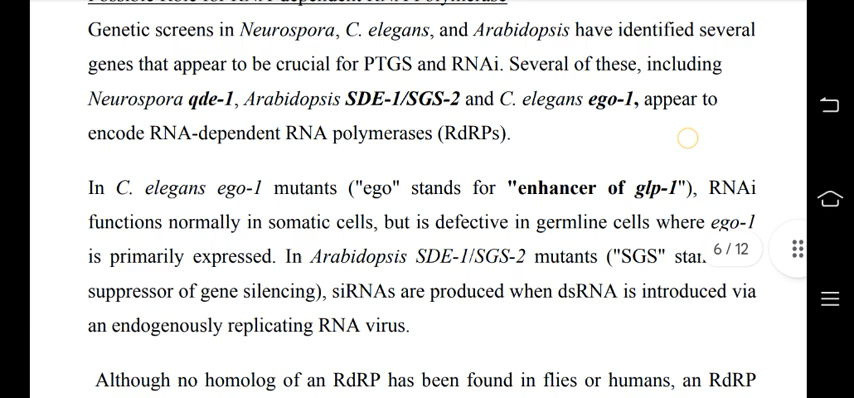 Genetic screens in Neurospora, C. elegans, and Arabidopsis have identified several
genes that appear to be crucial for PTGS and RNAi. Several of these, including
Neurospora qde-1, Arabidopsis SDE-1/SGS-2 and C. elegans ego-1, appear to
encode RNA-dependent RNA polymerases (RdRPs).
In C. elegans ego-1 mutants ("ego" stands for "enhancer of glp-1"), RNAi
functions normally in somatic cells, but is defective in germline cells where ego-1
is primarily expressed. In Arabidopsis SDE-1/SGS-2 mutants ("SGS"
6 / 12
suppressor of gene silencing), siRNAs are produced when dsRNA is introduced via
an endogenously replicating RNA virus.
Although no homolog of an RdRP has been found in flies or humans, an RdRP